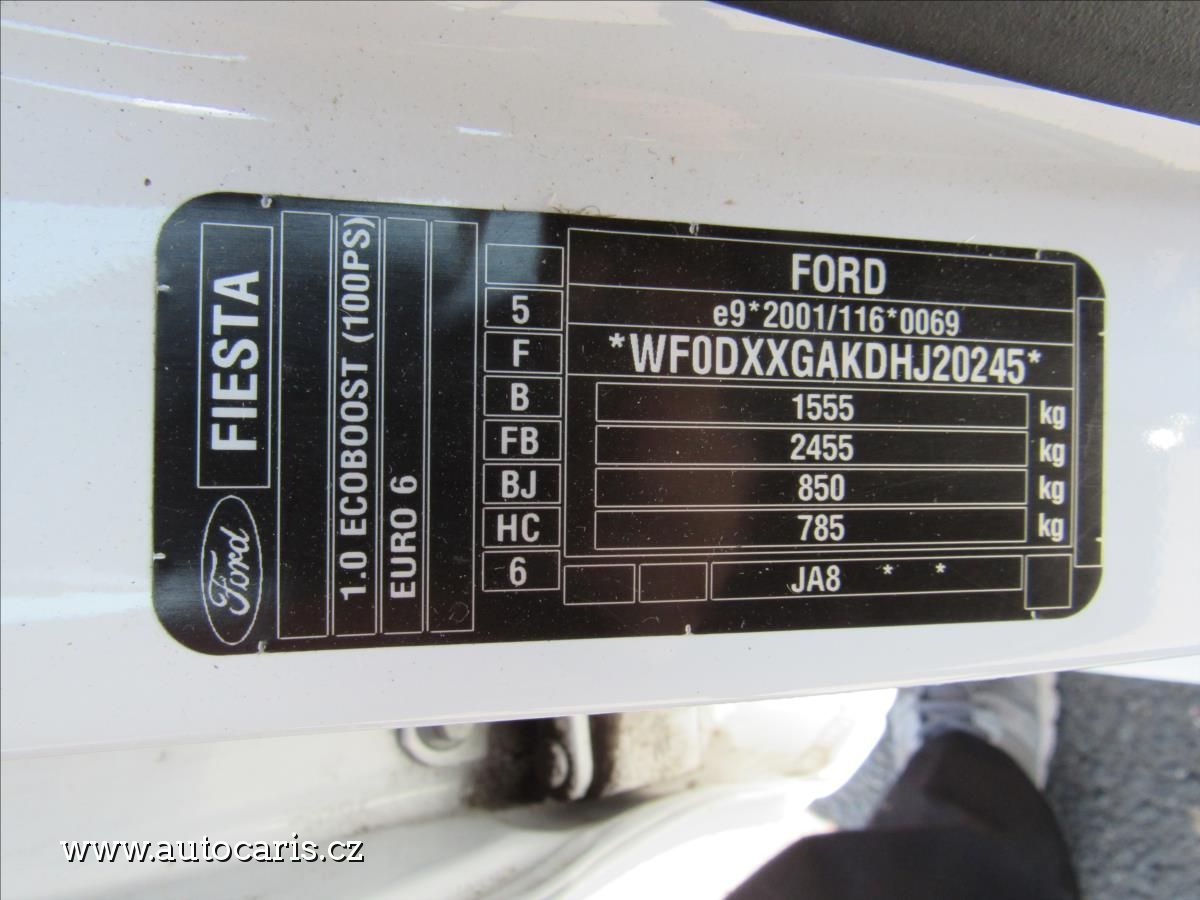 FIESTA
Ford
1.0 ECOBOOST (100PS)
EURO 6
FORD
5 e9*2001/116*0069
F *WF0DXXGAKDHJ20245*
B 1555 kg
FB 2455 kg
BJ 850 kg
HC 785 kg
6 JA8 * *
www.autocaris.cz